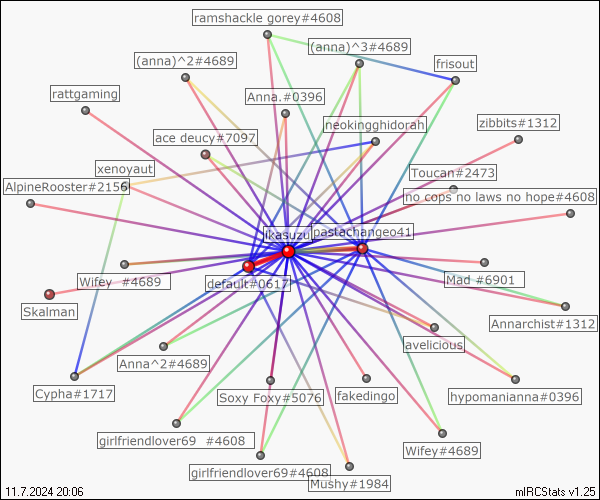 ramshackle gorey#4608
(anna)^3#4689
(anna)^2#4689
frisout
rattgaming
Anna.#0396
neokingghidorah
zibbits#1312
ace deucy#7097
xenoyaut
Toucan#2473
AlpineRooster#2156
no cops no laws no hope#4608
ikasuzu
pastachangeo41
Wifey #4689
default#0617
Mad #6901
Skalman
Annarchist#1312
avelicious
Anna^2#4689
Cypha#1717
Soxy Foxy#5076
fakedingo
hypomanianna#0396
girlfriendlover69 #4608
Wifey#4689
girlfriendlover69#4608
Mushy#1984
11.7.2024 20:06
mIRCStats v1.25